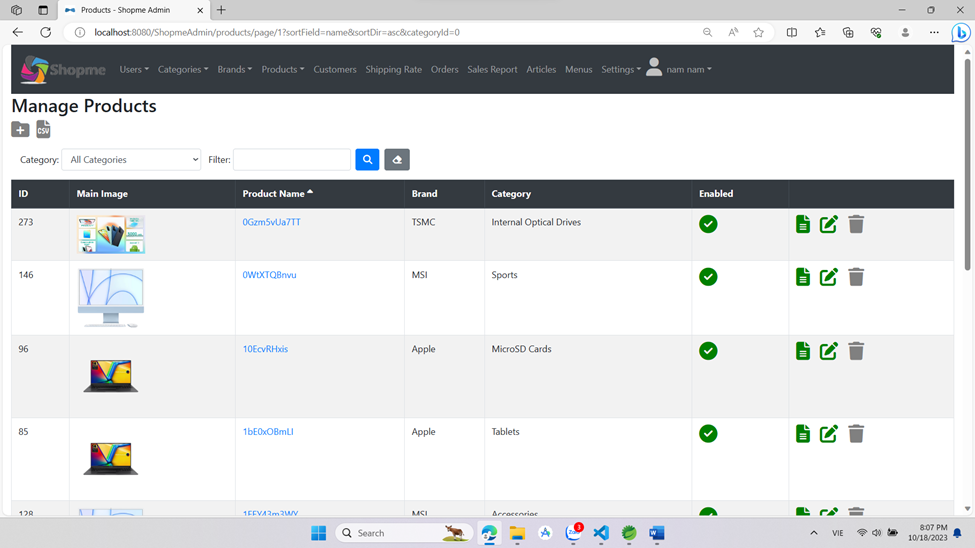 Products - Shopme Admin
localhost:8080/ShopmeAdmin/products/page/1?sortField=name&sortDir=asc&categoryId=0
Shopme Users Categories Brands Products Customers Shipping Rate Orders Sales Report Articles Menus Settings nam nam
Manage Products
CSV
Category: All Categories Filter:
ID Main Image Product Name Brand Category Enabled
273 0Gzm5vUa7TT TSMC Internal Optical Drives
146 0WtXTQBnvu MSI Sports
96 10EcvRHxis Apple MicroSD Cards
85 1bE0xOBmLI Apple Tablets
128 1FFY43m3WY MSI Accessories
Search 3 VIE 8:07 PM
10/18/2023